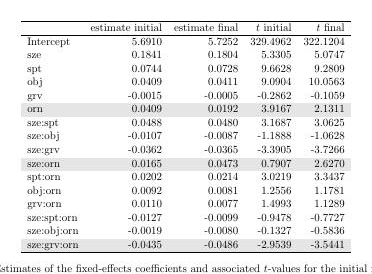 estimate initial estimate final t initial t final
Intercept 5.6910 5.7252 329.4962 322.1204
sze 0.1841 0.1804 5.3305 5.0747
spt 0.0744 0.0728 9.6628 9.2809
obj 0.0409 0.0411 9.0904 10.0563
grv -0.0015 -0.0005 -0.2862 -0.1059
orn 0.0409 0.0192 3.9167 2.1311
sze:spt 0.0488 0.0480 3.1687 3.0625
sze:obj -0.0107 -0.0087 -1.1888 -1.0628
sze:grv -0.0362 -0.0365 -3.3905 -3.7266
sze:orn 0.0165 0.0473 0.7907 2.6270
spt:orn 0.0202 0.0214 3.0219 3.3437
obj:orn 0.0092 0.0081 1.2556 1.1781
grv:orn 0.0110 0.0077 1.4993 1.1289
sze:spt:orn -0.0127 -0.0099 -0.9478 -0.7727
sze:obj:orn -0.0019 -0.0080 -0.1327 -0.5836
sze:grv:orn -0.0435 -0.0486 -2.9539 -3.5441
Estimates of the fixed-effects coefficients and associated t-values for the initial